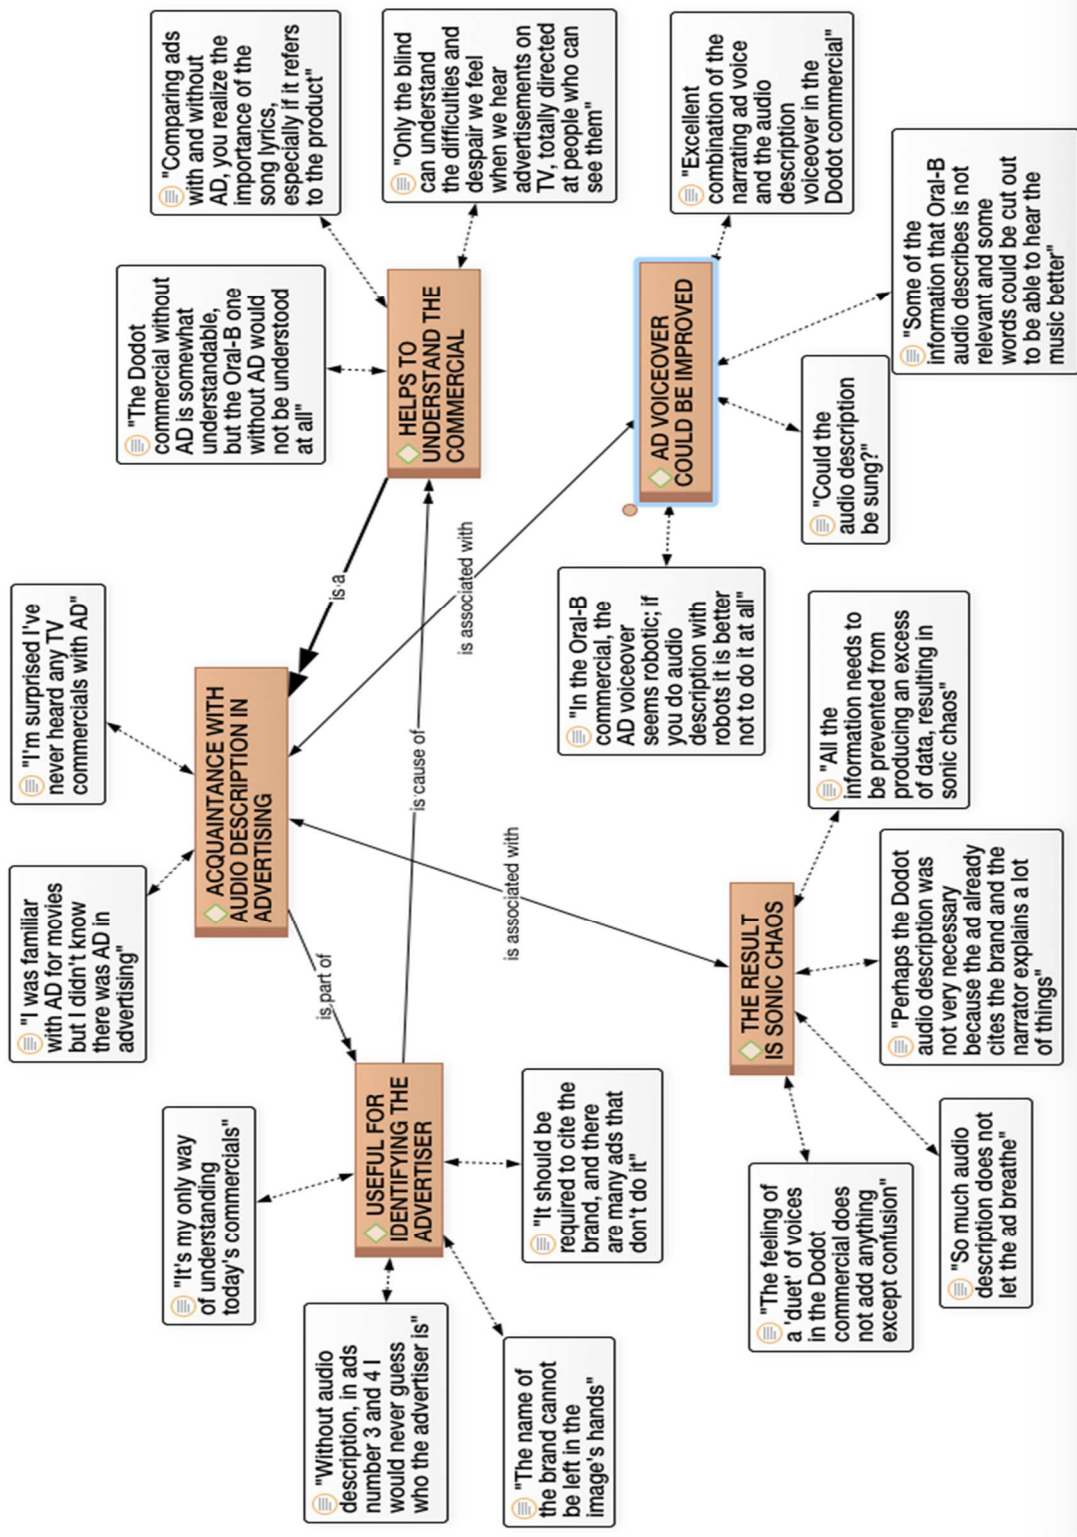 "I was familiar
with AD for movies
but I didn't know
there was AD in
advertising"
"I'm surprised I've
never heard any TV
commercials with AD"
ACQUAINTANCE WITH
AUDIO DESCRIPTION IN
ADVERTISING
"The Dodot
commercial without
AD is somewhat
understandable,
but the Oral-B one
without AD would
not be understood
at all"
"Comparing ads
with and without
AD, you realize the
importance of the
song lyrics,
especially if it refers
to the product"
"It's my only way
of understanding
today's commercials"
is part of
is a
HELPS TO
UNDERSTAND THE
COMMERCIAL
"Only the blind
can understand
the difficulties and
despair we feel
when we hear
advertisements on
TV, totally directed
at people who can
see them"
"Without audio
description, in ads
number 3 and 4 I
would never guess
who the advertiser is"
USEFUL FOR
IDENTIFYING THE
ADVERTISER
is cause of
is associated with
"The name of
the brand cannot
be left in the
image's hands"
"It should be
required to cite the
brand, and there
are many ads that
don't do it"
is associated with
"In the Oral-B
commercial, the
AD voiceover
seems robotic; if
you do audio
description with
robots it is better
not to do it at all"
AD VOICEOVER
COULD BE IMPROVED
"Excellent
combination of the
narrating ad voice
and the audio
description
voiceover in the
Dodot commercial"
THE RESULT
IS SONIC CHAOS
"The feeling of
a 'duet' of voices
in the Dodot
commercial does
not add anything
except confusion"
"All the
information needs to
be prevented from
producing an excess
of data, resulting in
sonic chaos"
"Could the
audio description
be sung?"
"Some of the
information that Oral-B
audio describes is not
relevant and some
words could be cut out
to be able to hear the
music better"
"So much audio
description does not
let the ad breathe"
"Perhaps the Dodot
audio description was
not very necessary
because the ad already
cites the brand and the
narrator explains a lot
of things"